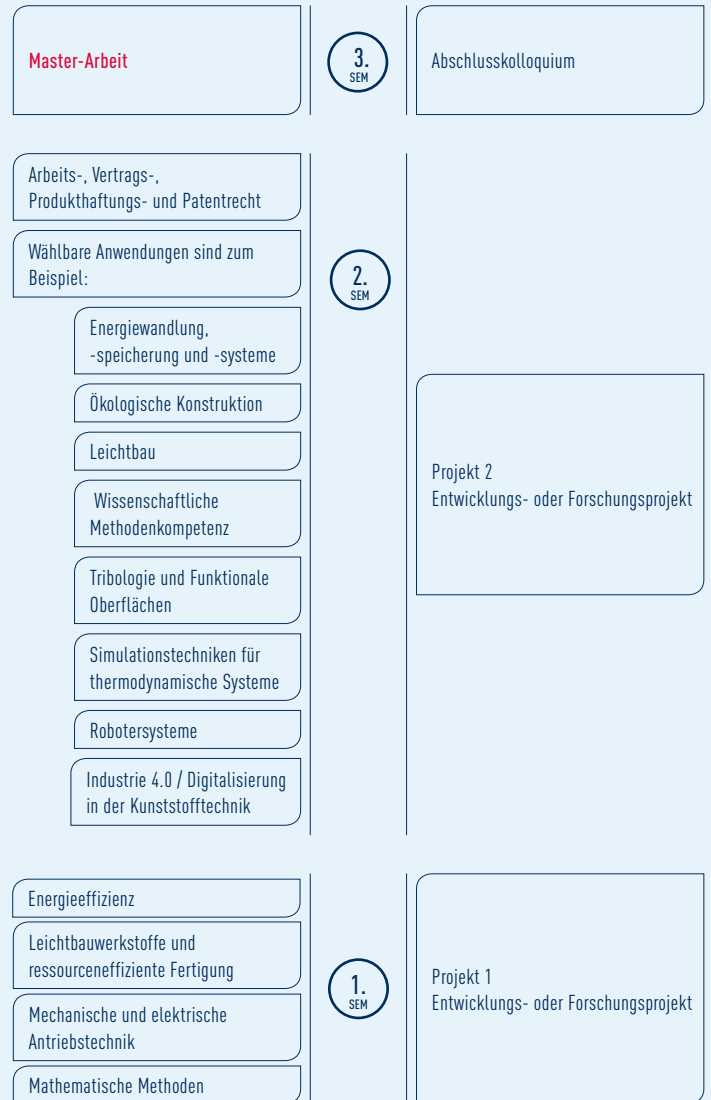 Master-Arbeit
3.
SEM
Abschlusskolloquium
Arbeits-, Vertrags-,
Produkthaftungs- und Patentrecht
Wählbare Anwendungen sind zum
Beispiel:
2.
SEM
Energiewandlung,
-speicherung und -systeme
Ökologische Konstruktion
Leichtbau
Wissenschaftliche
Methodenkompetenz
Tribologie und Funktionale
Oberflächen
Simulationstechniken für
thermodynamische Systeme
Robotersysteme
Industrie 4.0 / Digitalisierung
in der Kunststofftechnik
Projekt 2
Entwicklungs- oder Forschungsprojekt
Energieeffizienz
Leichtbauwerkstoffe und
ressourceneffiziente Fertigung
Mechanische und elektrische
Antriebstechnik
Mathematische Methoden
1.
SEM
Projekt 1
Entwicklungs- oder Forschungsprojekt